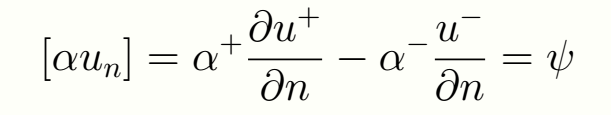 [αu_n] = α⁺ ∂u⁺/∂n − α⁻ u⁻/∂n = ψ